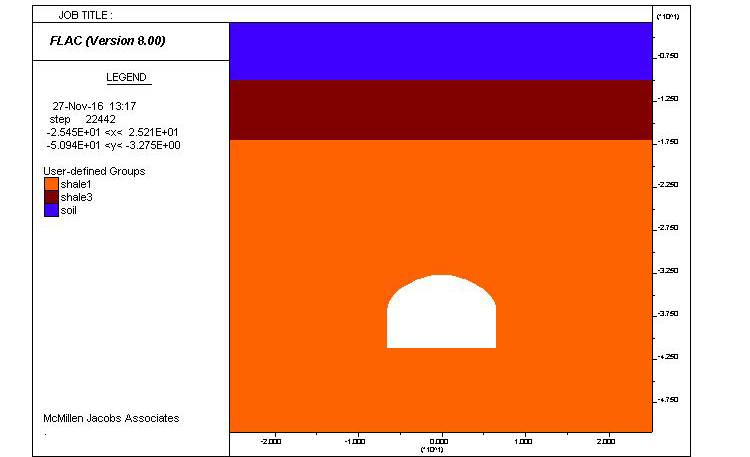 JOB TITLE :
FLAC (Version 8.00)
LEGEND
27-Nov-16 13:17
step 22442
-2.545E+01 <x< 2.521E+01
-5.094E+01 <y< -3.275E+00
User-defined Groups
shale1
shale3
soil
McMillen Jacobs Associates
(*10^1)
-0.750
-1.250
-1.750
-2.250
-2.750
-3.250
-3.750
-4.250
-4.750
-2.000 -1.000 0.000 1.000 2.000
(*10^1)